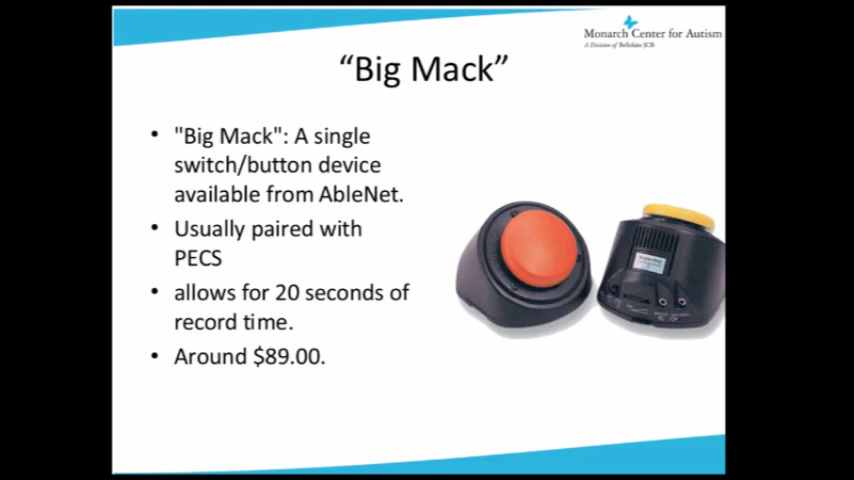 Monarch Center for Autism
A Division of Bellefaire JCB
“Big Mack”
• "Big Mack": A single
switch/button device
available from AbleNet.
• Usually paired with
PECS
• allows for 20 seconds of
record time.
• Around $89.00.